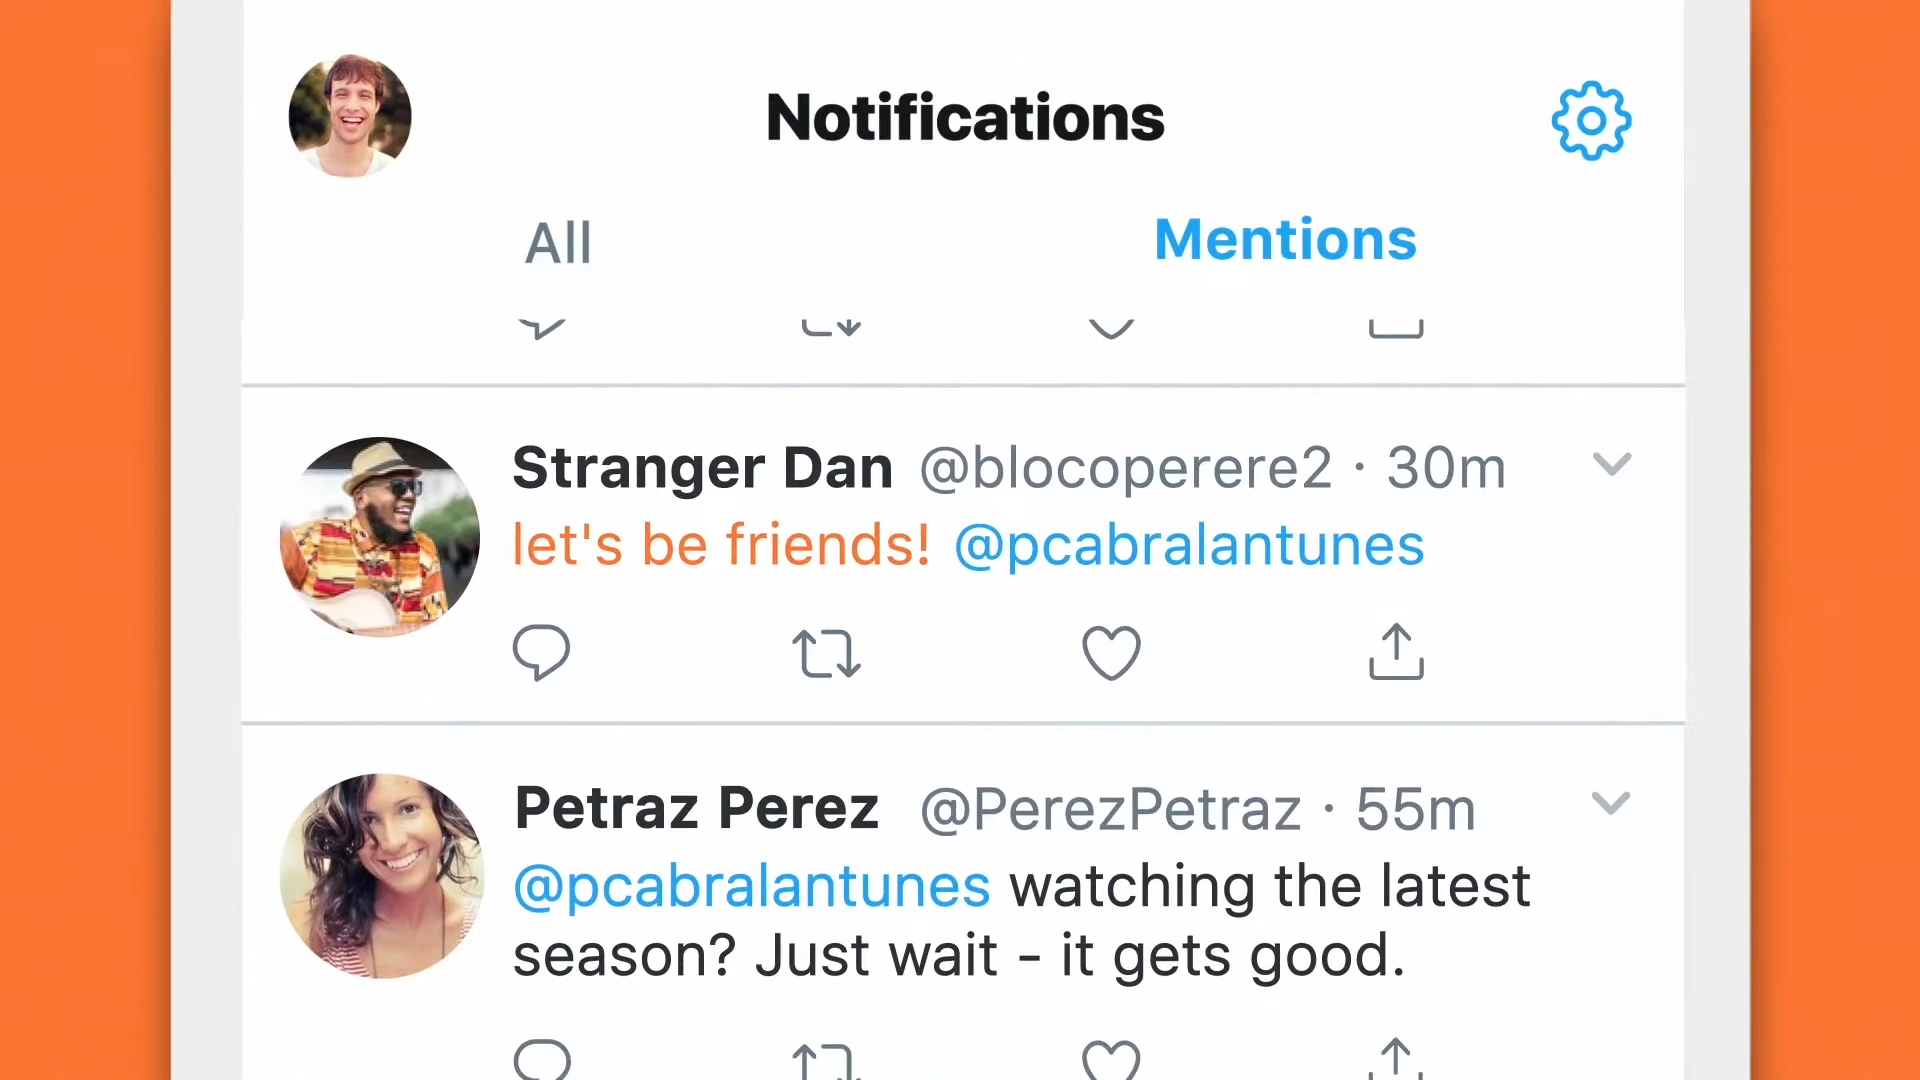 Notifications
All Mentions
Stranger Dan @blocoperere2 · 30m
let's be friends! @pcabralantunes
Petraz Perez @PerezPetraz · 55m
@pcabralantunes watching the latest
season? Just wait - it gets good.